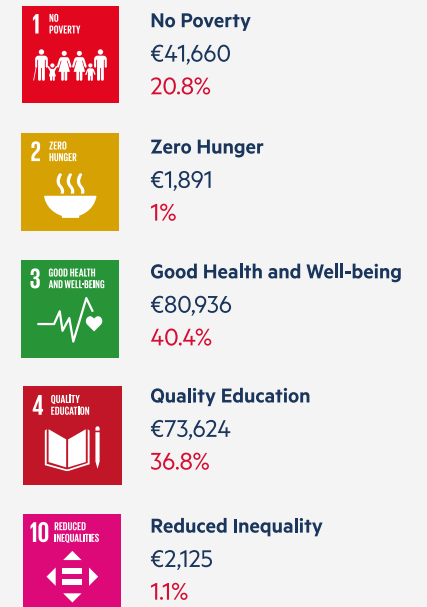 1 NO
POVERTY
No Poverty
€41,660
20.8%
2 ZERO
HUNGER
Zero Hunger
€1,891
1%
3 GOOD HEALTH
AND WELL-BEING
Good Health and Well-being
€80,936
40.4%
4 QUALITY
EDUCATION
Quality Education
€73,624
36.8%
10 REDUCED
INEQUALITIES
Reduced Inequality
€2,125
1.1%